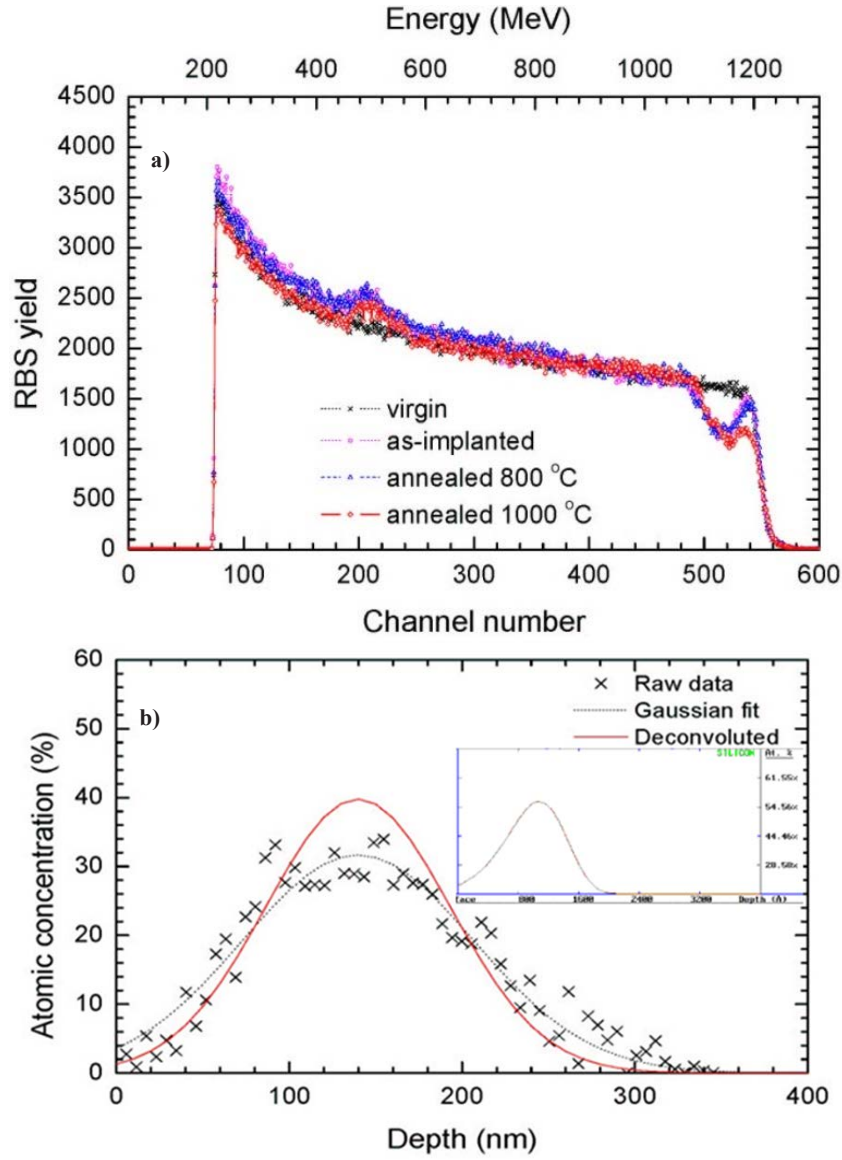 Energy (MeV)
200 400 600 800 1000 1200
4500
4000
3500
3000
2500
2000
1500
1000
500
0
a)
RBS yield
virgin
as-implanted
annealed 800 °C
annealed 1000 °C
0 100 200 300 400 500 600
Channel number
60
50
40
30
20
10
0
b)
Atomic concentration (%)
Raw data
Gaussian fit
Deconvoluted
SILICON At. %
61.55%
54.56%
44.46%
28.58%
800 1600 2400 3200 Depth (Å)
0 100 200 300 400
Depth (nm)